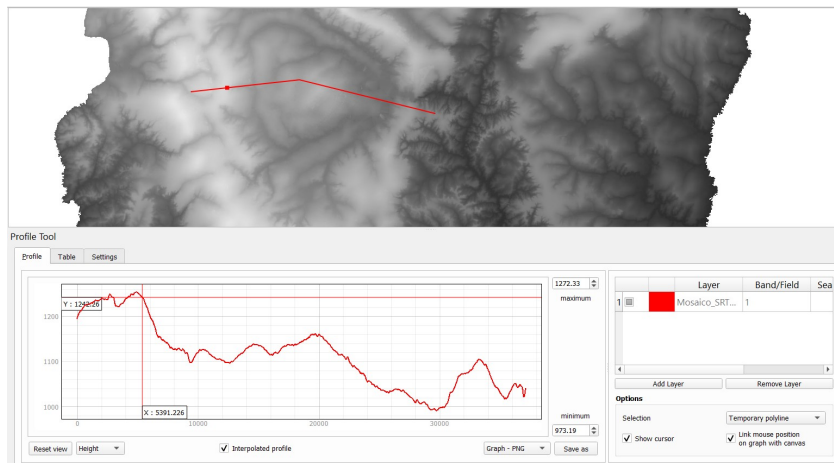 Profile Tool
Profile Table Settings
1272.33
maximum
Y : 1242.26
1200
1100
1000
X : 5391.226
0 10000 20000 30000
minimum
973.19
Reset view Height Interpolated profile Graph - PNG Save as
Layer Band/Field Sea
1 Mosaico_SRT... 1
Add Layer Remove Layer
Options
Selection Temporary polyline
Show cursor Link mouse position
on graph with canvas